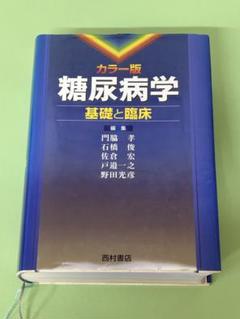 カラー版
糖尿病学
基礎と臨床
編集
門脇 孝
石橋 俊
佐倉 宏
戸邉一之
野田光彦
西村書店